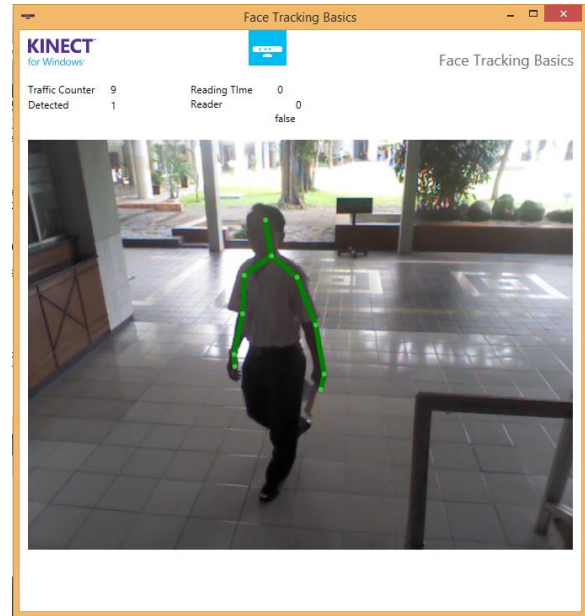 Face Tracking Basics
KINECT
for Windows
Face Tracking Basics
Traffic Counter 9 Reading TIme 0
Detected 1 Reader 0
false